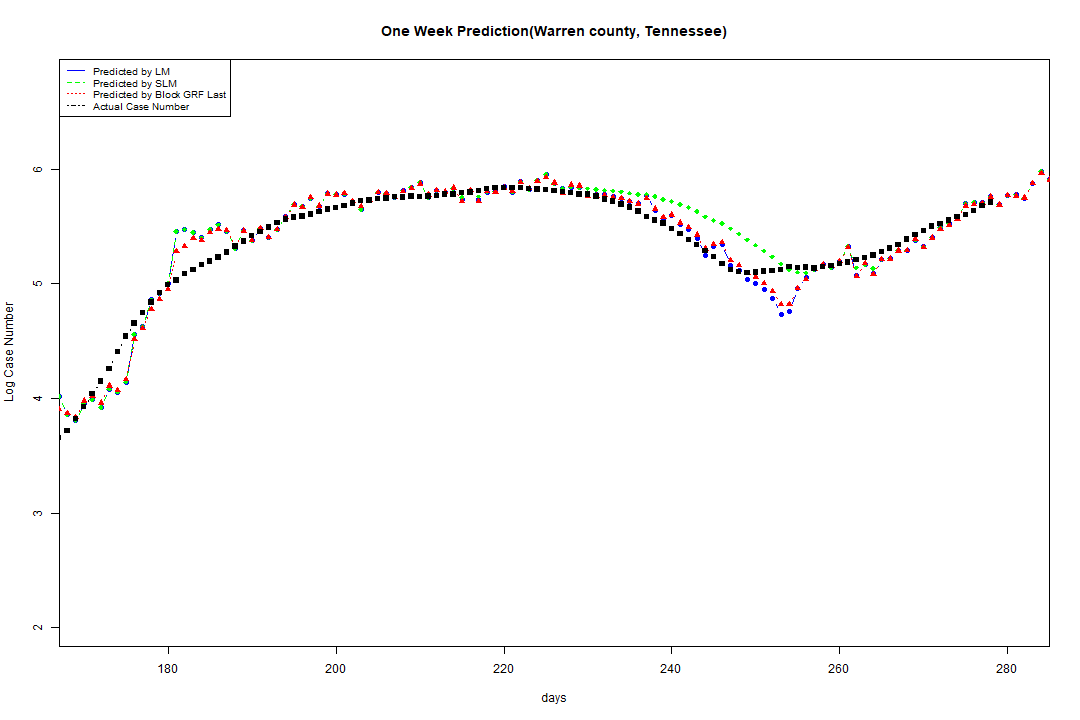 One Week Prediction(Warren county, Tennessee)
Predicted by LM
Predicted by SLM
Predicted by Block GRF Last
Actual Case Number
6
5
4
3
2
Log Case Number
180 200 220 240 260 280
days